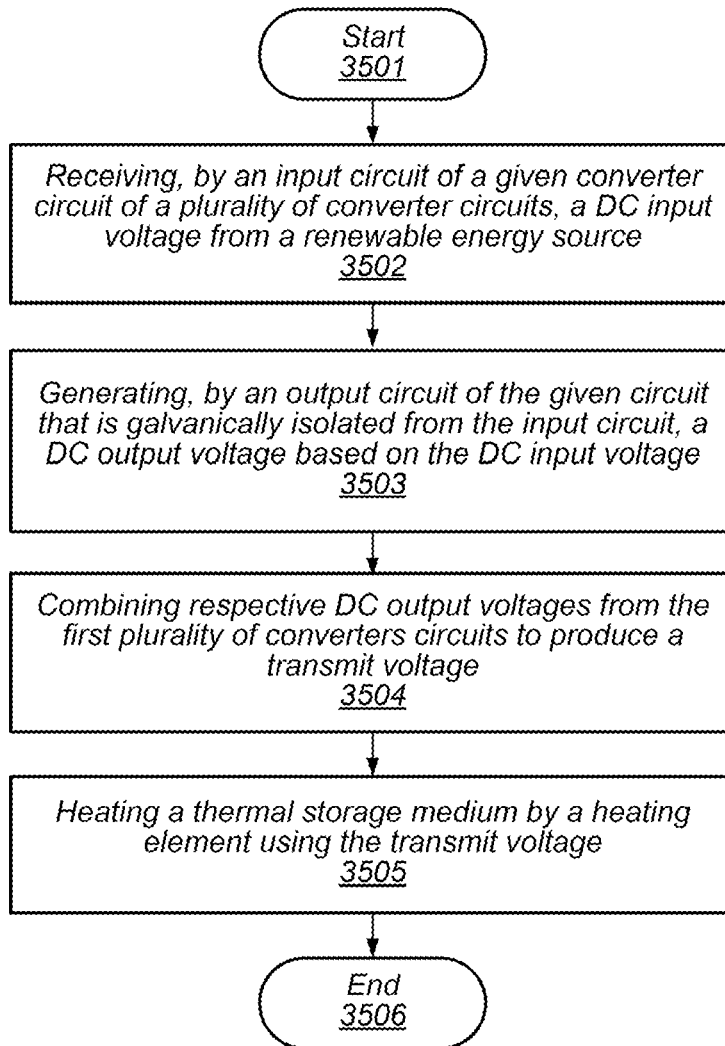 Start
3501
Receiving, by an input circuit of a given converter
circuit of a plurality of converter circuits, a DC input
voltage from a renewable energy source
3502
Generating, by an output circuit of the given circuit
that is galvanically isolated from the input circuit, a
DC output voltage based on the DC input voltage
3503
Combining respective DC output voltages from the
first plurality of converters circuits to produce a
transmit voltage
3504
Heating a thermal storage medium by a heating
element using the transmit voltage
3505
End
3506